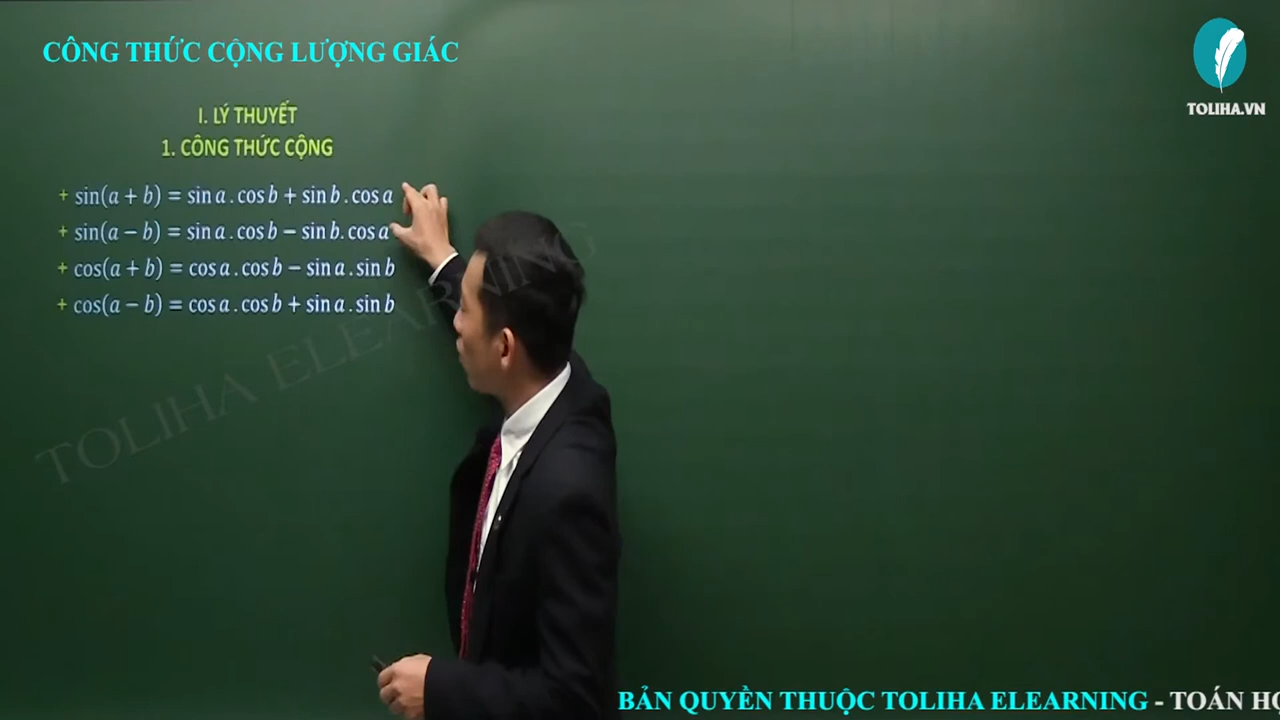 CÔNG THỨC CỘNG LƯỢNG GIÁC
TOLIHA.VN
I. LÝ THUYẾT
1. CÔNG THỨC CỘNG
+ sin(a + b) = sin a . cos b + sin b . cos a
+ sin(a − b) = sin a . cos b − sin b. cos a
+ cos(a + b) = cos a . cos b − sin a . sin b
+ cos(a − b) = cos a . cos b + sin a . sin b
TOLIHA ELEARNING
BẢN QUYỀN THUỘC TOLIHA ELEARNING - TOÁN